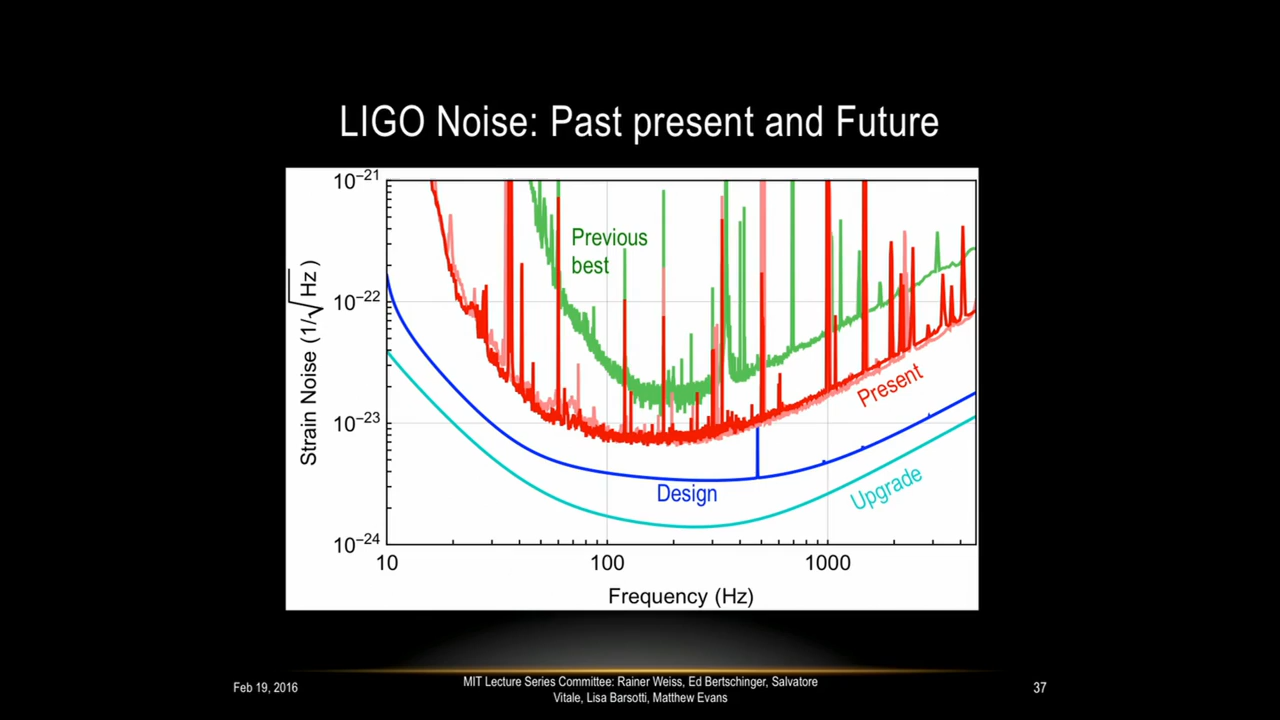 LIGO Noise: Past present and Future
10−21
10−22
10−23
10−24
Strain Noise (1/√Hz )
Previous
best
Present
Design
Upgrade
10
100
1000
Frequency (Hz)
Feb 19, 2016
MIT Lecture Series Committee: Rainer Weiss, Ed Bertschinger, Salvatore
Vitale, Lisa Barsotti, Matthew Evans
37